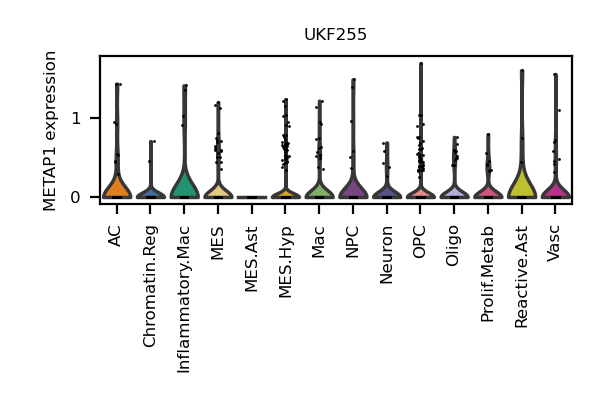 UKF255
METAP1 expression
1
0
AC
Chromatin.Reg
Inflammatory.Mac
MES
MES.Ast
MES.Hyp
Mac
NPC
Neuron
OPC
Oligo
Prolif.Metab
Reactive.Ast
Vasc